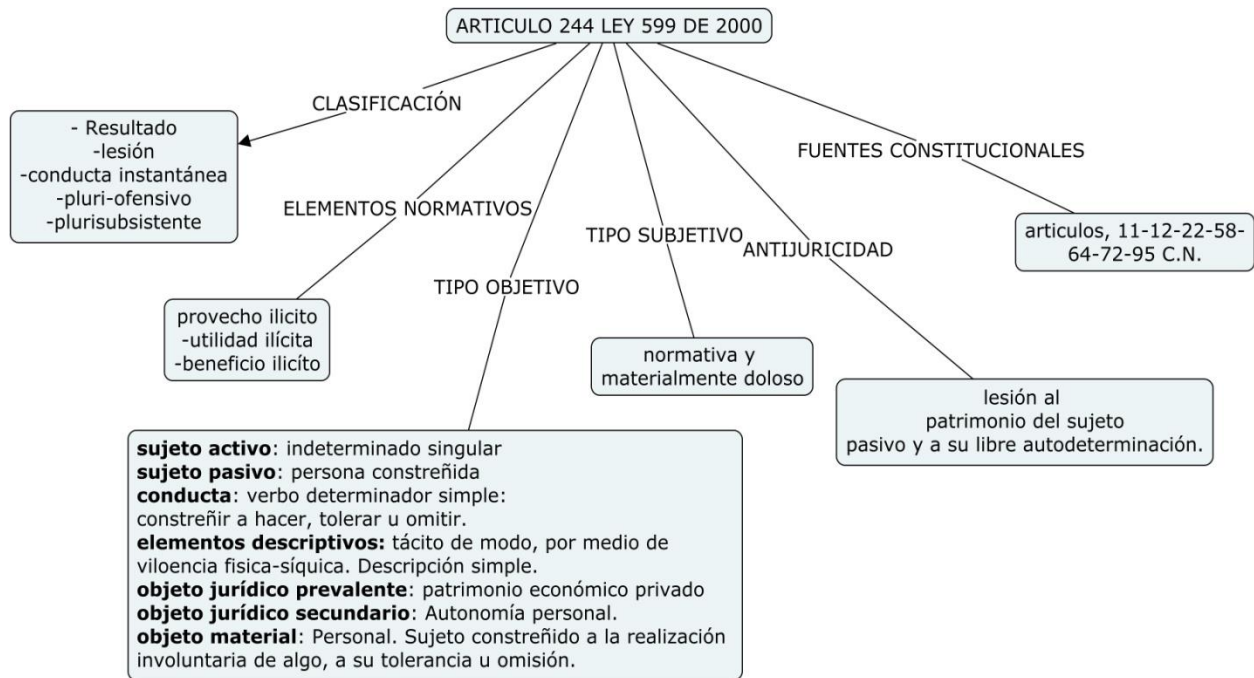 ARTICULO 244 LEY 599 DE 2000
CLASIFICACIÓN
- Resultado
-lesión
-conducta instantánea
-pluri-ofensivo
-plurisubsistente
ELEMENTOS NORMATIVOS
provecho ilicito
-utilidad ilícita
-beneficio ilicíto
TIPO OBJETIVO
sujeto activo: indeterminado singular
sujeto pasivo: persona constreñida
conducta: verbo determinador simple:
constreñir a hacer, tolerar u omitir.
elementos descriptivos: tácito de modo, por medio de
viloencia fisica-síquica. Descripción simple.
objeto jurídico prevalente: patrimonio económico privado
objeto jurídico secundario: Autonomía personal.
objeto material: Personal. Sujeto constreñido a la realización
involuntaria de algo, a su tolerancia u omisión.
TIPO SUBJETIVO
normativa y
materialmente doloso
ANTIJURICIDAD
lesión al
patrimonio del sujeto
pasivo y a su libre autodeterminación.
FUENTES CONSTITUCIONALES
articulos, 11-12-22-58-
64-72-95 C.N.